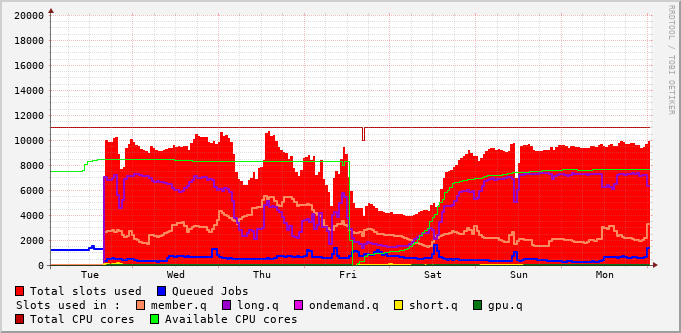 RRDTOOL / TOBI OETIKER
20000
18000
16000
14000
12000
10000
8000
6000
4000
2000
0
Tue Wed Thu Fri Sat Sun Mon
Total slots used Queued Jobs
Slots used in : member.q long.q ondemand.q short.q gpu.q
Total CPU cores Available CPU cores